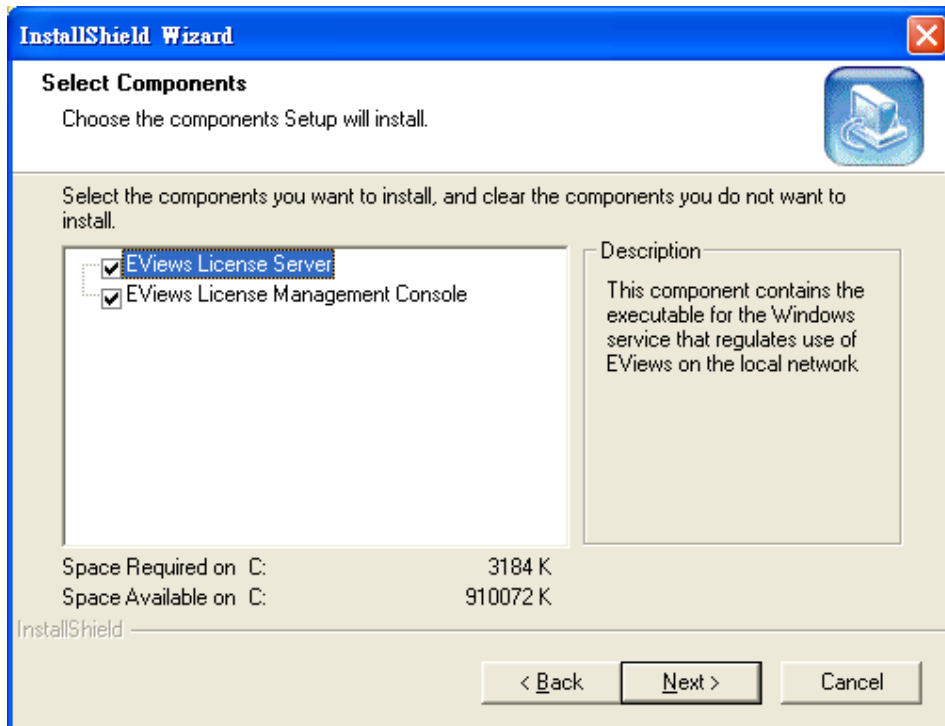 InstallShield Wizard
Select Components
Choose the components Setup will install.
Select the components you want to install, and clear the components you do not want to
install.
EViews License Server
EViews License Management Console
Description
This component contains the
executable for the Windows
service that regulates use of
EViews on the local network
Space Required on C: 3184 K
Space Available on C: 910072 K
InstallShield
< Back Next > Cancel